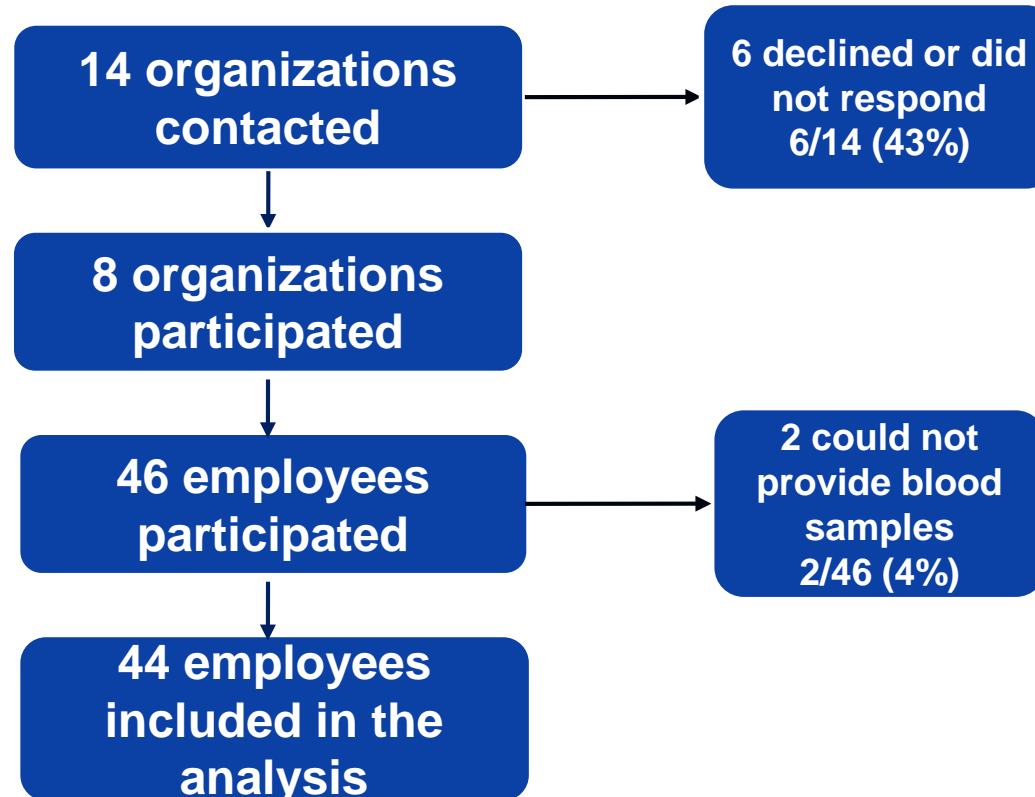 14 organizations
contacted
6 declined or did
not respond
6/14 (43%)
8 organizations
participated
46 employees
participated
2 could not
provide blood
samples
2/46 (4%)
44 employees
included in the
analysis